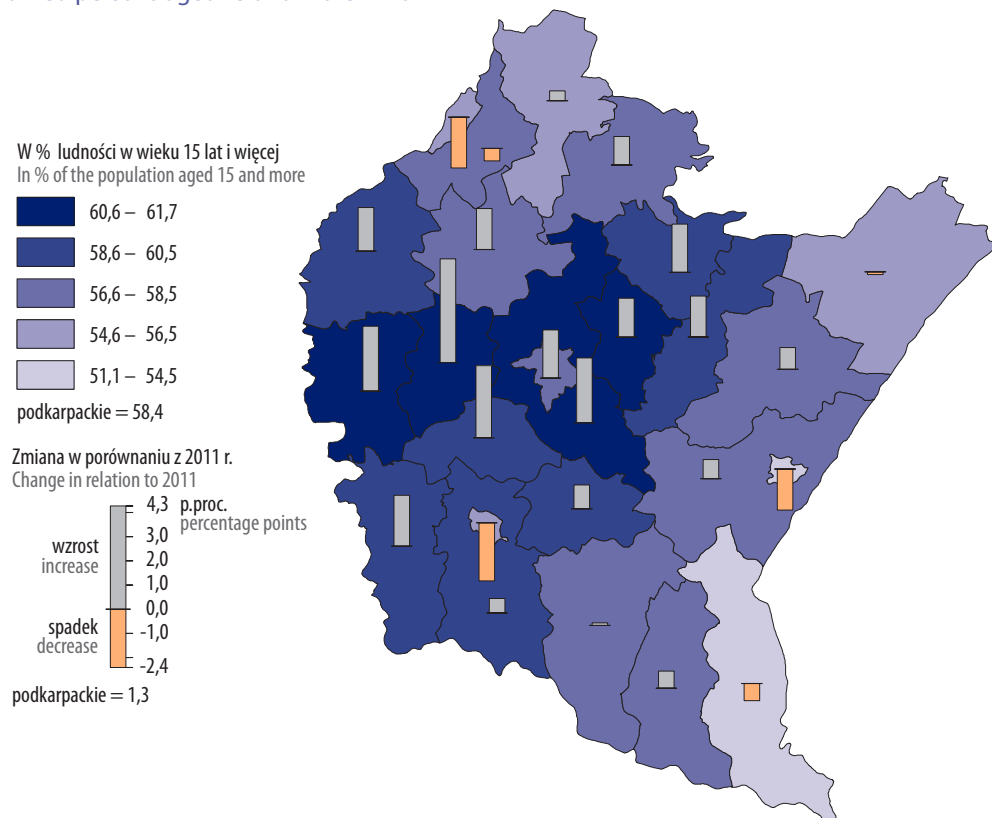 W % ludności w wieku 15 lat i więcej
In % of the population aged 15 and more
60,6 – 61,7
58,6 – 60,5
56,6 – 58,5
54,6 – 56,5
51,1 – 54,5
podkarpackie = 58,4
Zmiana w porównaniu z 2011 r.
Change in relation to 2011
4,3 p.proc.
percentage points
3,0
wzrost
2,0
increase
1,0
0,0
spadek
-1,0
decrease
-2,4
podkarpackie = 1,3